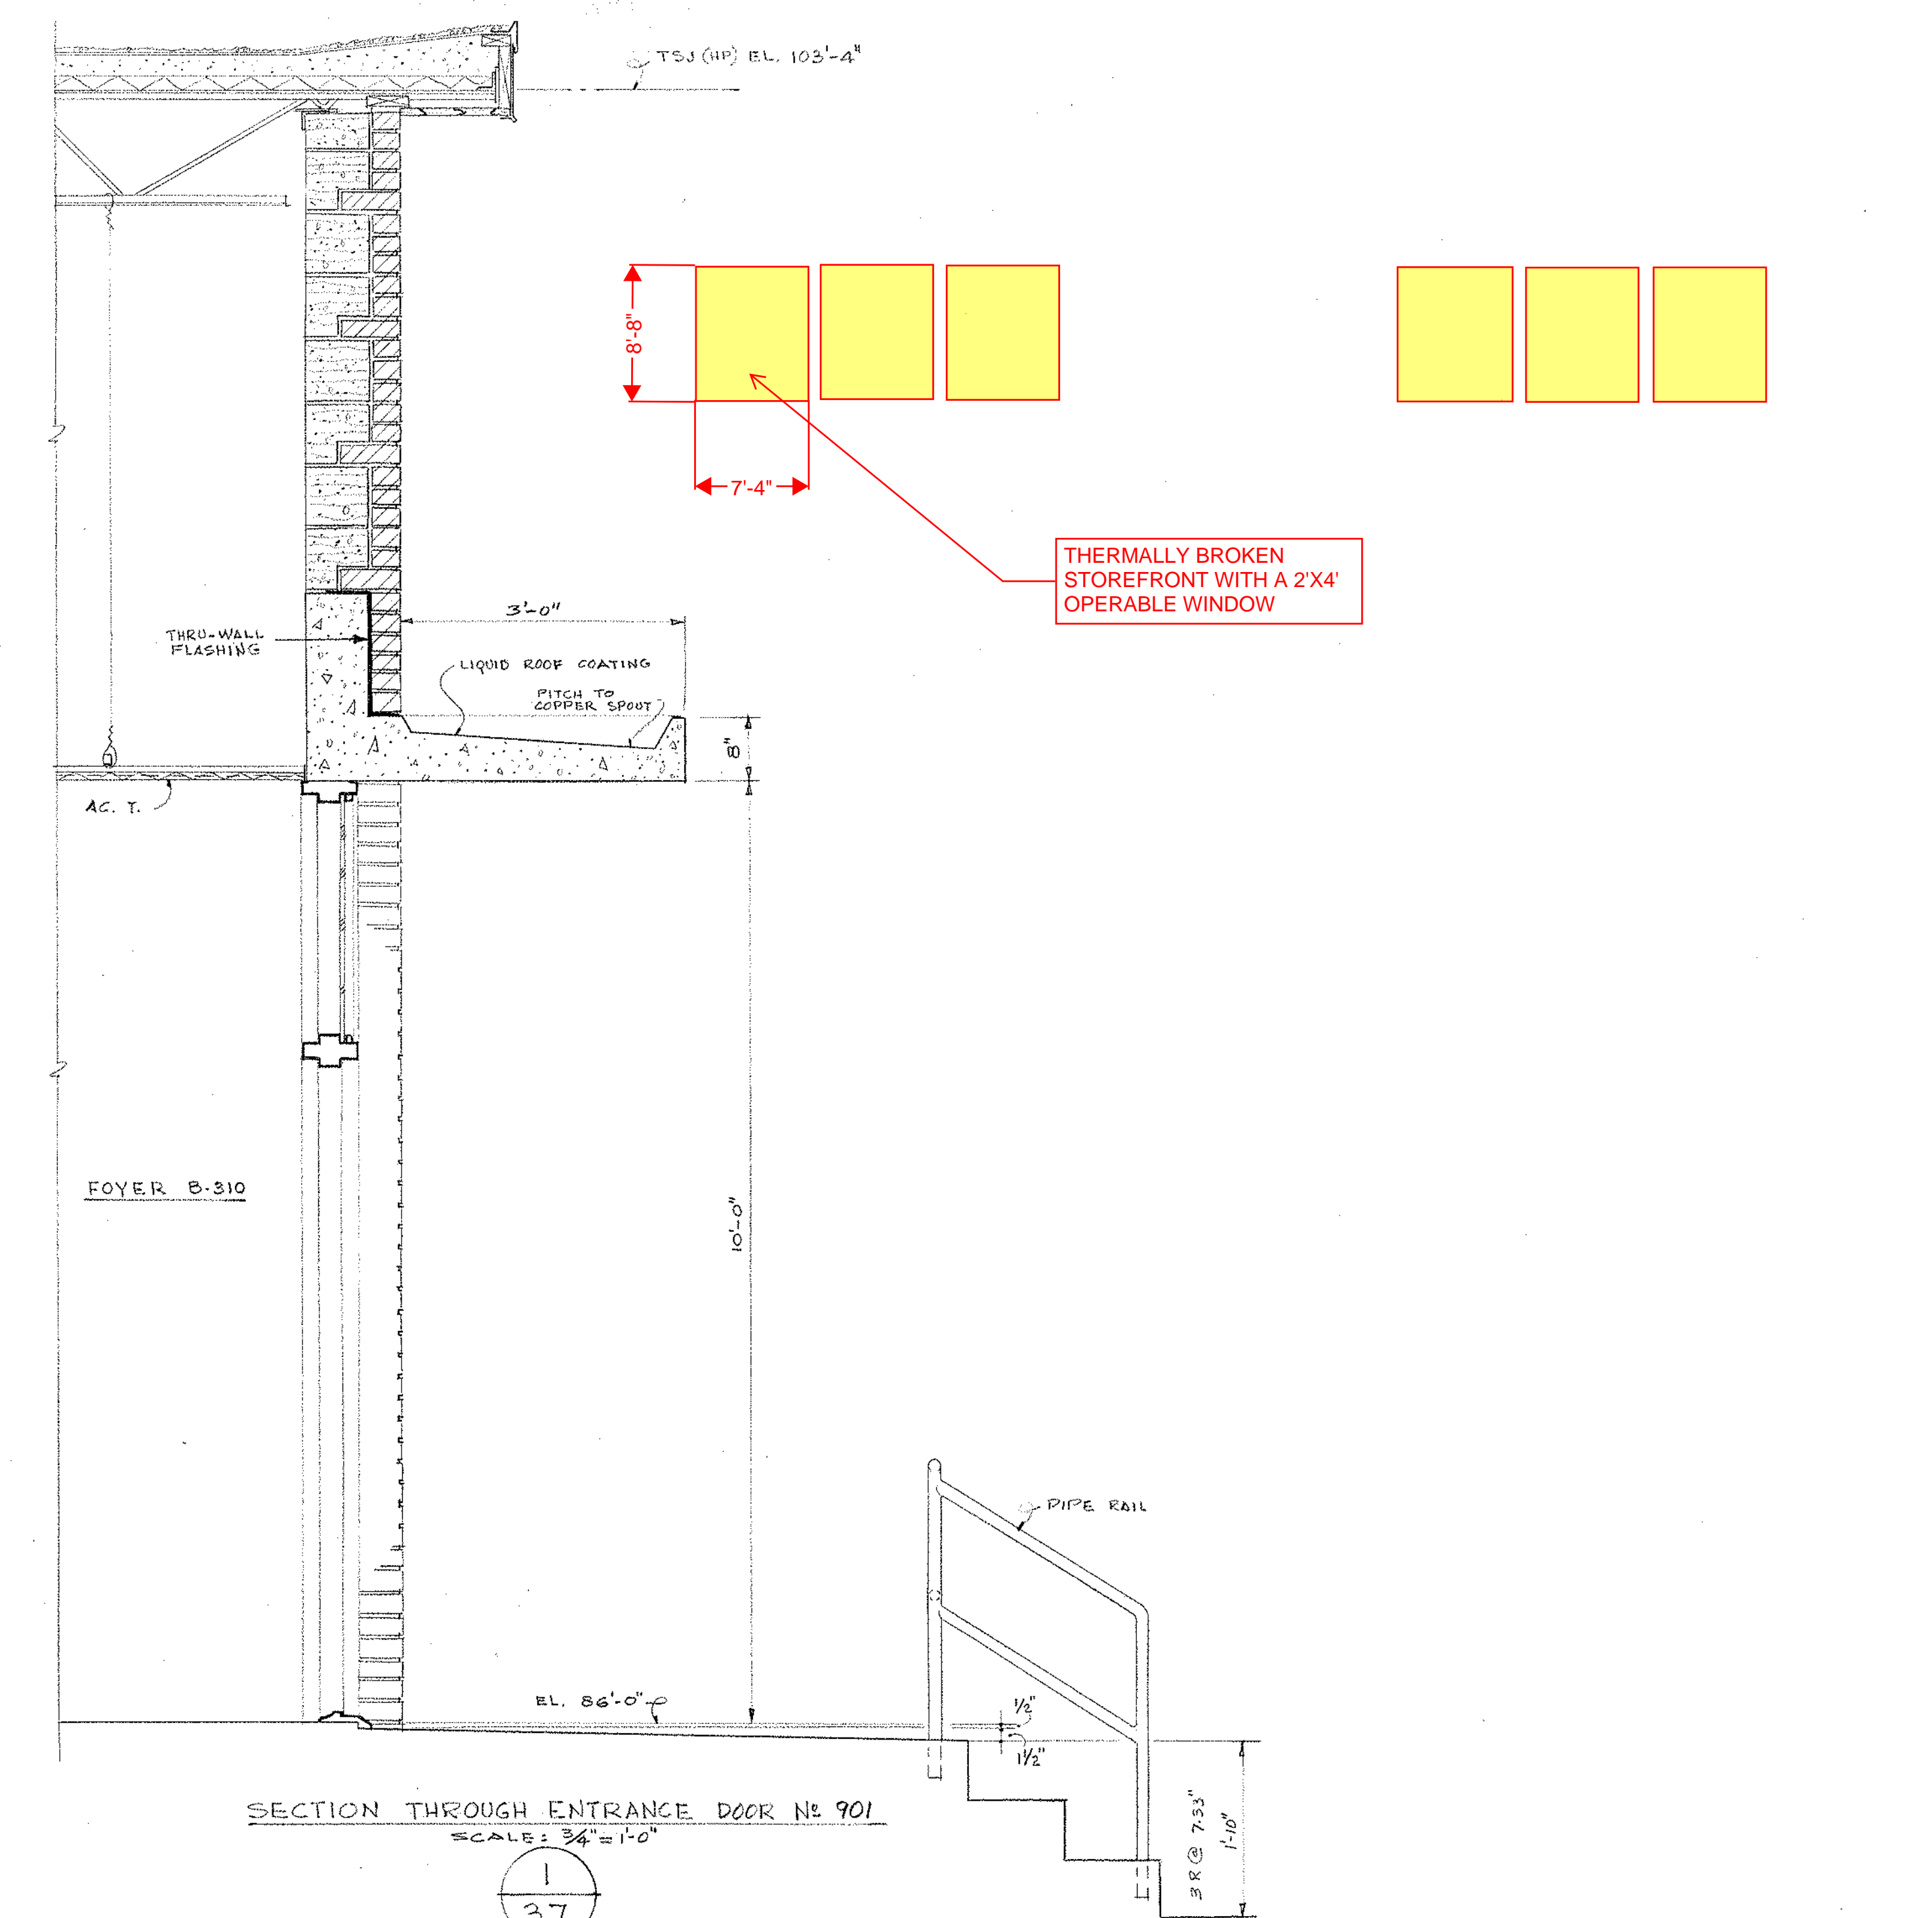 TSJ (HP) EL. 103'-4"
8'-8"
7'-4"
THERMALLY BROKEN
STOREFRONT WITH A 2'X4'
OPERABLE WINDOW
3'-0"
THRU-WALL
FLASHING
LIQUID ROOF COATING
PITCH TO
COPPER SPOUT
8"
AC. T.
FOYER B-310
10'-0"
PIPE RAIL
EL. 86'-0"
1/2"
1 1/2"
3 R @ 7.33"
1'-10"
SECTION THROUGH ENTRANCE DOOR Nº 901
SCALE: 3/4" = 1'-0"
1
37